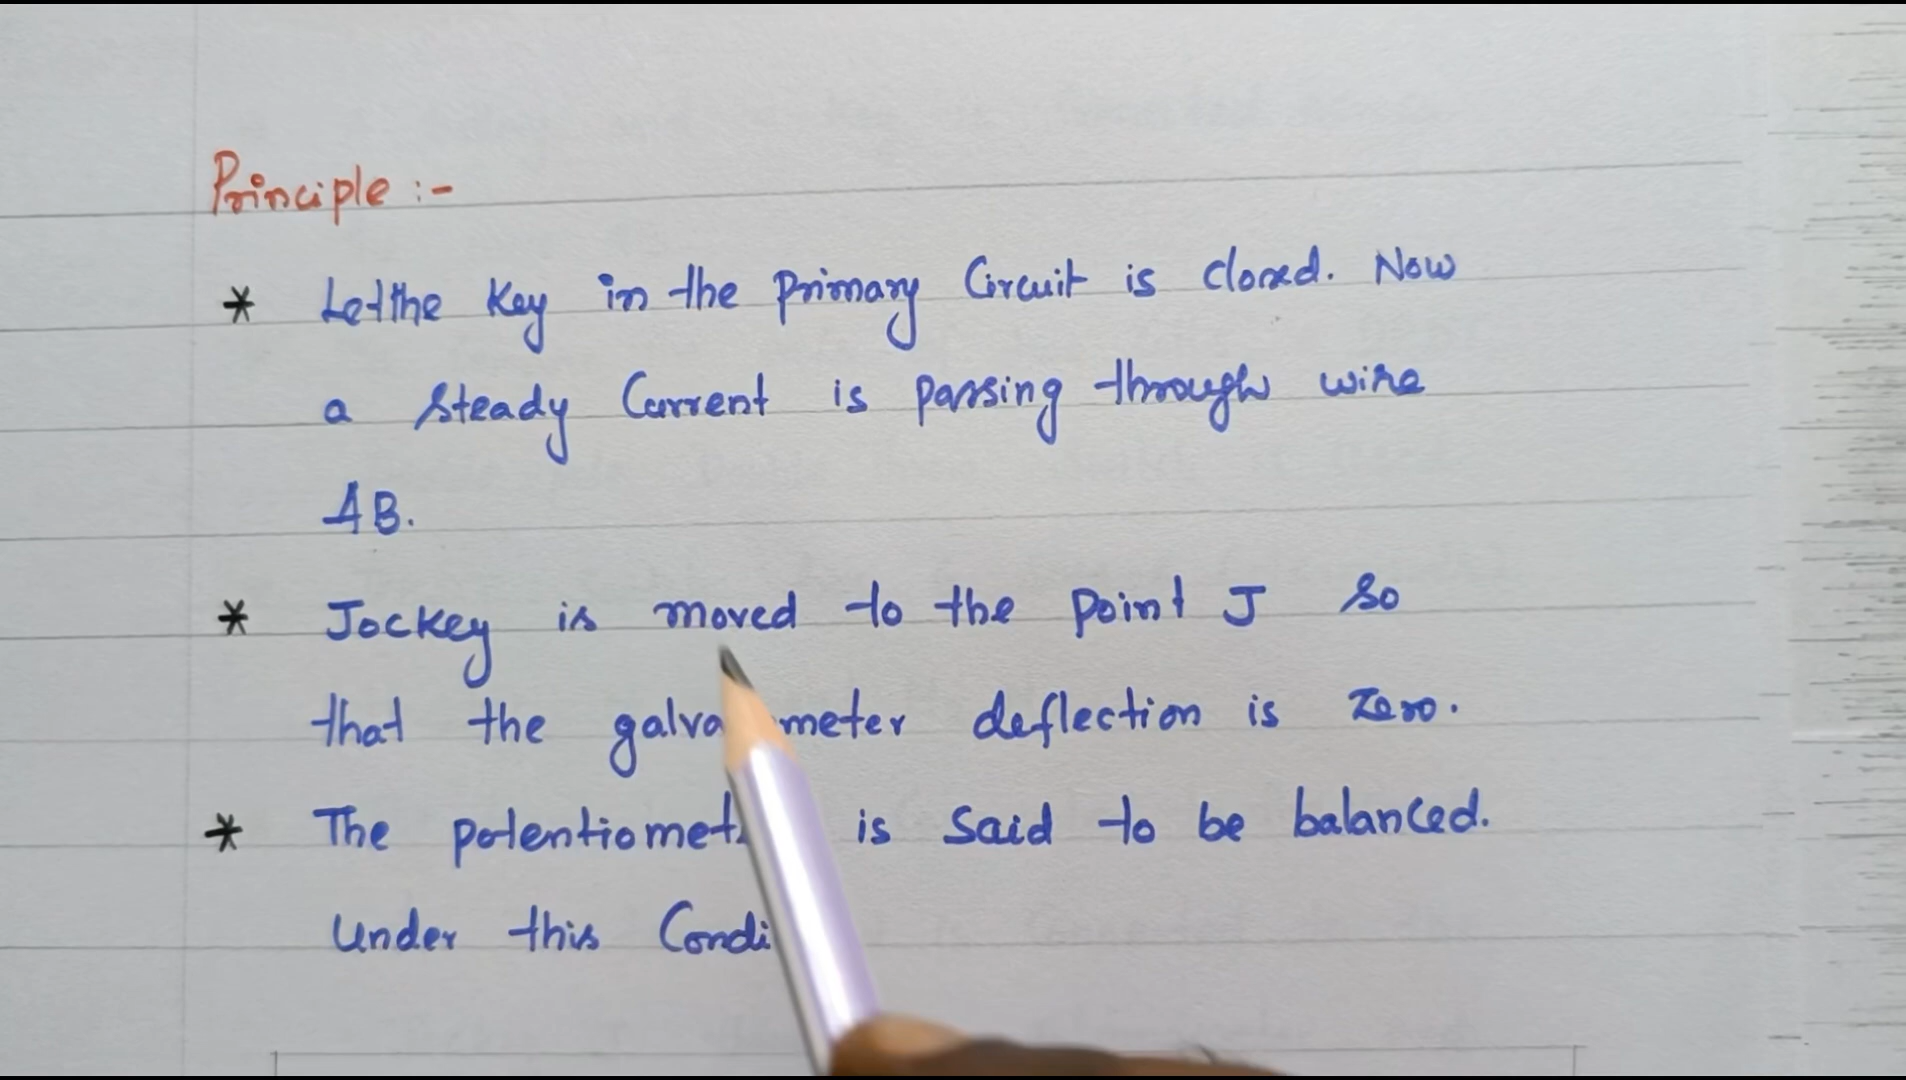 Principle :-
* Let the Key in the Primary Circuit is closed. Now
a steady Current is passing through wire
AB.
* Jockey is moved to the point J so
that the galva meter deflection is zero.
* The potentiomet is said to be balanced.
Under this Condi